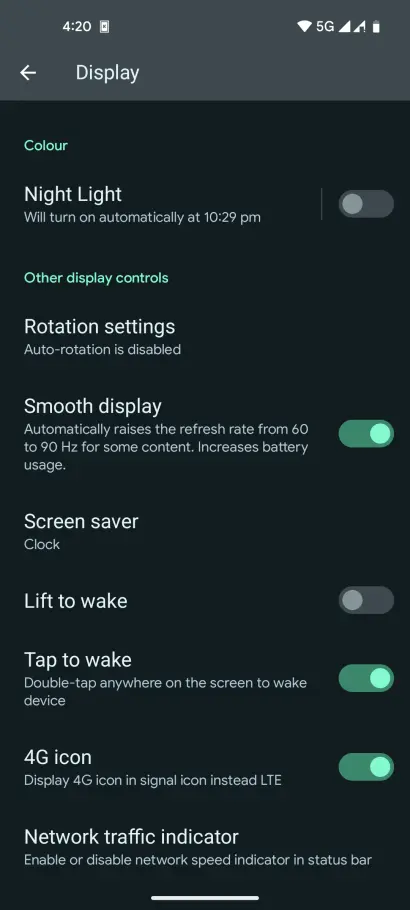 4:20 5G
Display
Colour
Night Light
Will turn on automatically at 10:29 pm
Other display controls
Rotation settings
Auto-rotation is disabled
Smooth display
Automatically raises the refresh rate from 60
to 90 Hz for some content. Increases battery
usage.
Screen saver
Clock
Lift to wake
Tap to wake
Double-tap anywhere on the screen to wake
device
4G icon
Display 4G icon in signal icon instead LTE
Network traffic indicator
Enable or disable network speed indicator in status bar